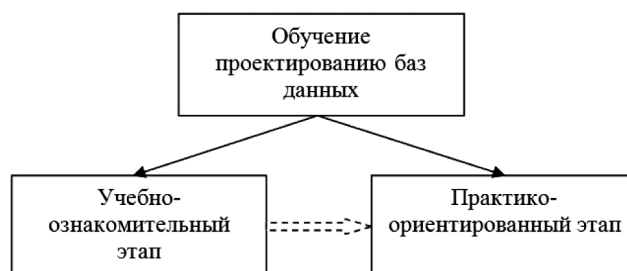 Обучение
проектированию баз
данных
Учебно-
ознакомительный
этап
Практико-
ориентированный этап